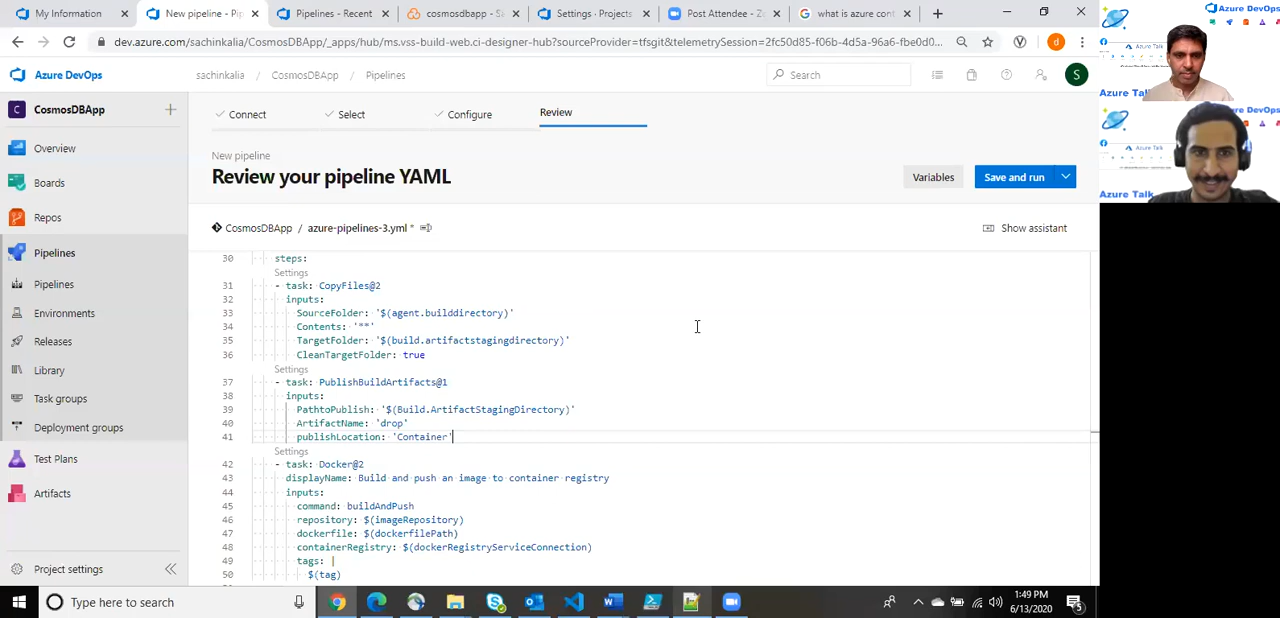 My Information
New pipeline - Pip
Pipelines - Recent
cosmosdbapp - S
Settings · Projects
Post Attendee - Z
what is azure cont
dev.azure.com/sachinkalia/CosmosDBApp/_apps/hub/ms.vss-build-web.ci-designer-hub?sourceProvider=tfsgit&telemetrySession=2fc50d85-f06b-4d5a-96a6-fbe0d0...
d
Azure DevOps
sachinkalia
CosmosDBApp
Pipelines
Search
S
C
CosmosDBApp
Overview
Boards
Repos
Pipelines
Pipelines
Environments
Releases
Library
Task groups
Deployment groups
Test Plans
Artifacts
Project settings
Connect
Select
Configure
Review
New pipeline
Review your pipeline YAML
Variables
Save and run
CosmosDBApp / azure-pipelines-3.yml *
Show assistant
30 steps:
Settings
31 - task: CopyFiles@2
32 inputs:
33 SourceFolder: '$(agent.builddirectory)'
34 Contents: '**'
35 TargetFolder: '$(build.artifactstagingdirectory)'
36 CleanTargetFolder: true
Settings
37 - task: PublishBuildArtifacts@1
38 inputs:
39 PathtoPublish: '$(Build.ArtifactStagingDirectory)'
40 ArtifactName: 'drop'
41 publishLocation: 'Container'
Settings
42 - task: Docker@2
43 displayName: Build and push an image to container registry
44 inputs:
45 command: buildAndPush
46 repository: $(imageRepository)
47 dockerfile: $(dockerfilePath)
48 containerRegistry: $(dockerRegistryServiceConnection)
49 tags: |
50 $(tag)
Azure DevOps
Azure Talk
Azure Talk
Azure Talk
Type here to search
1:49 PM
6/13/2020
5